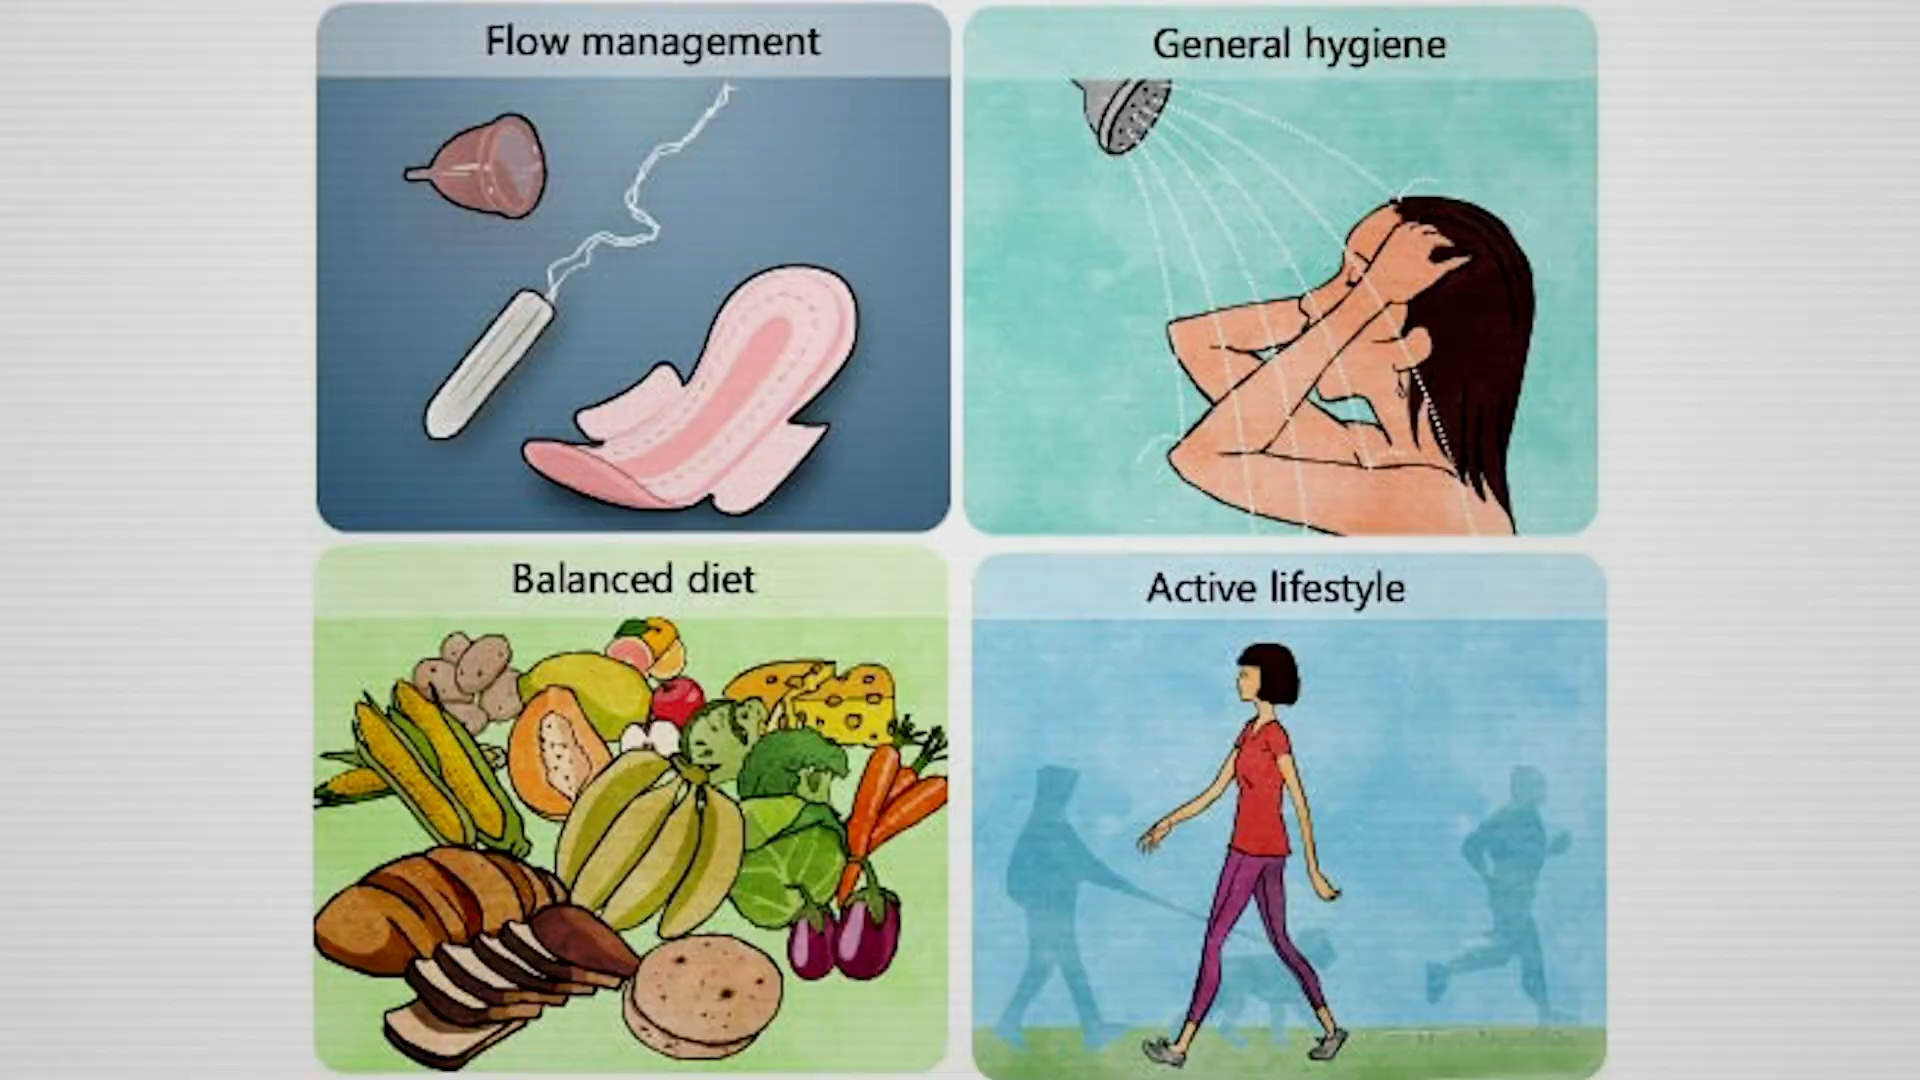 Flow management
General hygiene
Balanced diet
Active lifestyle